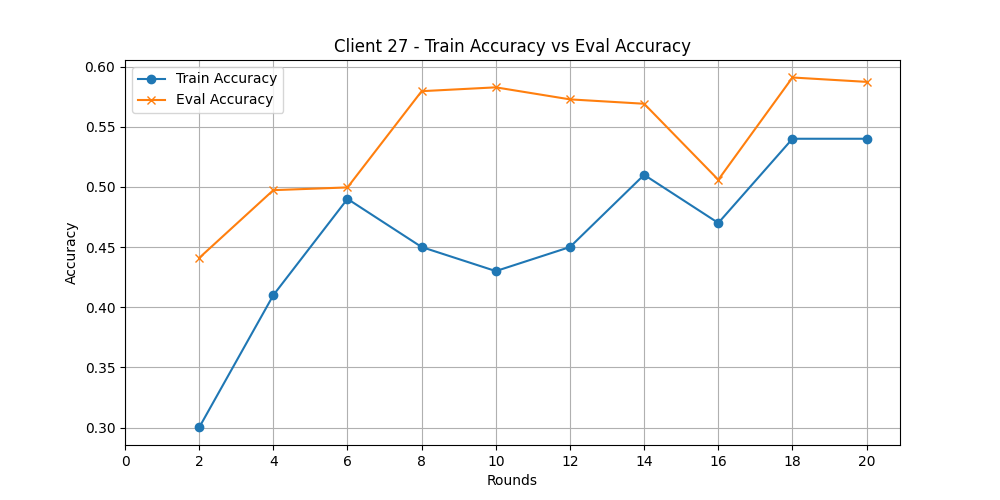 Client 27 - Train Accuracy vs Eval Accuracy
Train Accuracy
Eval Accuracy
Accuracy
0.60
0.55
0.50
0.45
0.40
0.35
0.30
0 2 4 6 8 10 12 14 16 18 20
Rounds